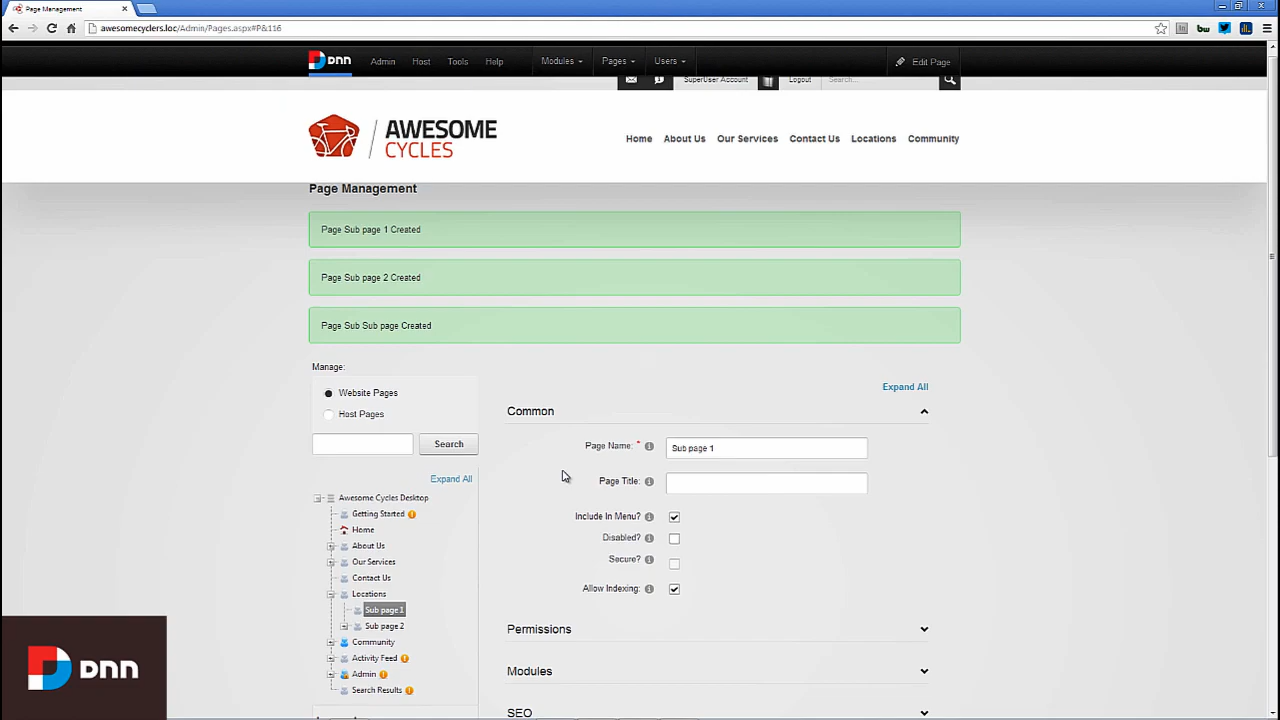 Page Management
awesomecyclers.loc/Admin/Pages.aspx#P&116
DNN Admin Host Tools Help Modules Pages Users Edit Page
SuperUser Account Logout Search...
AWESOME
CYCLES
Home About Us Our Services Contact Us Locations Community
Page Management
Page Sub page 1 Created
Page Sub page 2 Created
Page Sub Sub page Created
Manage:
Website Pages
Host Pages
Search
Expand All
Awesome Cycles Desktop
Getting Started
Home
About Us
Our Services
Contact Us
Locations
Sub page 1
Sub page 2
Community
Activity Feed
Admin
Search Results
Expand All
Common
Page Name: * Sub page 1
Page Title:
Include In Menu?
Disabled?
Secure?
Allow Indexing:
Permissions
Modules
SEO
DNN